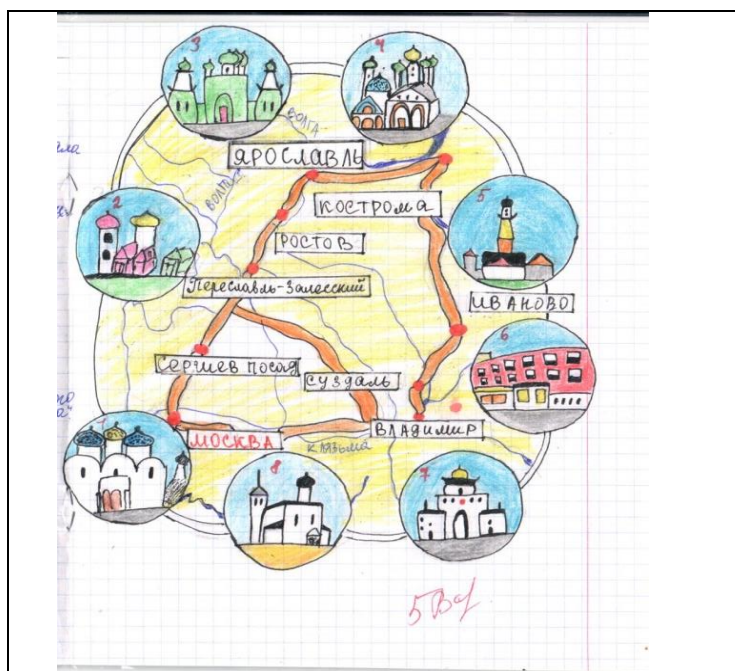 3
4
ВОЛГА
ЯРОСЛАВЛЬ
ВОЛГА
КОСТРОМА
5
2
РОСТОВ
Переславль-Залесский
ИВАНОВО
6
Сергиев посад
СУЗДАЛЬ
МОСКВА
ВЛАДИМИР
КЛЯЗЬМА
1
8
7